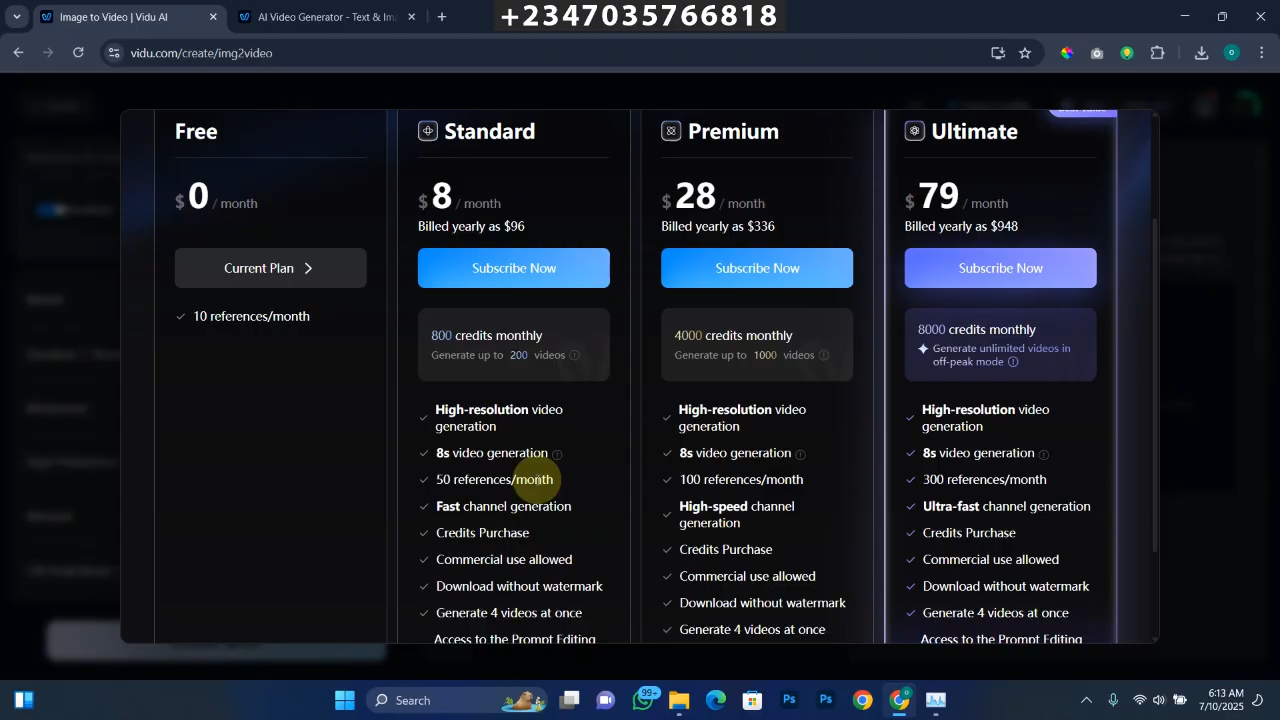 Image to Video | Vidu AI
AI Video Generator - Text & Im
+2347035766818
vidu.com/create/img2video
Free
$0 / month
Current Plan
10 references/month
Standard
$8 / month
Billed yearly as $96
Subscribe Now
800 credits monthly
Generate up to 200 videos
High-resolution video
generation
8s video generation
50 references/month
Fast channel generation
Credits Purchase
Commercial use allowed
Download without watermark
Generate 4 videos at once
Access to the Prompt Editing
Premium
$28 / month
Billed yearly as $336
Subscribe Now
4000 credits monthly
Generate up to 1000 videos
High-resolution video
generation
8s video generation
100 references/month
High-speed channel
generation
Credits Purchase
Commercial use allowed
Download without watermark
Generate 4 videos at once
Ultimate
$79 / month
Billed yearly as $948
Subscribe Now
8000 credits monthly
Generate unlimited videos in
off-peak mode
High-resolution video
generation
8s video generation
300 references/month
Ultra-fast channel generation
Credits Purchase
Commercial use allowed
Download without watermark
Generate 4 videos at once
Access to the Prompt Editing
Search
99+
Ps
Ps
6:13 AM
7/10/2025